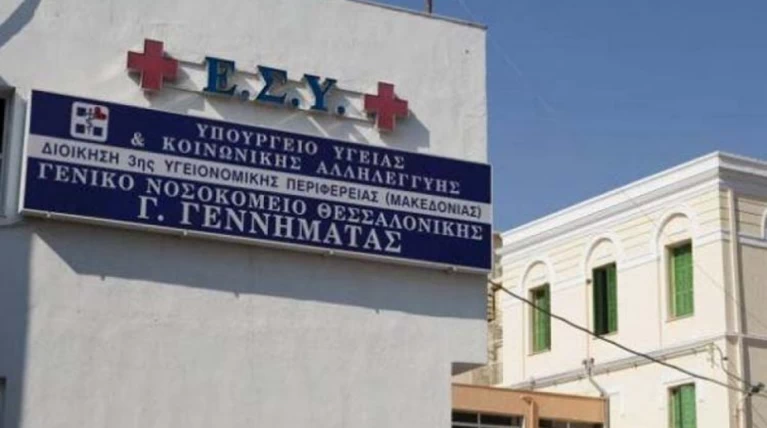 Ε.Σ.Υ.
ΥΠΟΥΡΓΕΙΟ ΥΓΕΙΑΣ
& ΚΟΙΝΩΝΙΚΗΣ ΑΛΛΗΛΕΓΓΥΗΣ
ΔΙΟΙΚΗΣΗ 3ης ΥΓΕΙΟΝΟΜΙΚΗΣ ΠΕΡΙΦΕΡΕΙΑΣ (ΜΑΚΕΔΟΝΙΑΣ)
ΓΕΝΙΚΟ ΝΟΣΟΚΟΜΕΙΟ ΘΕΣΣΑΛΟΝΙΚΗΣ
Γ. ΓΕΝΝΗΜΑΤΑΣ